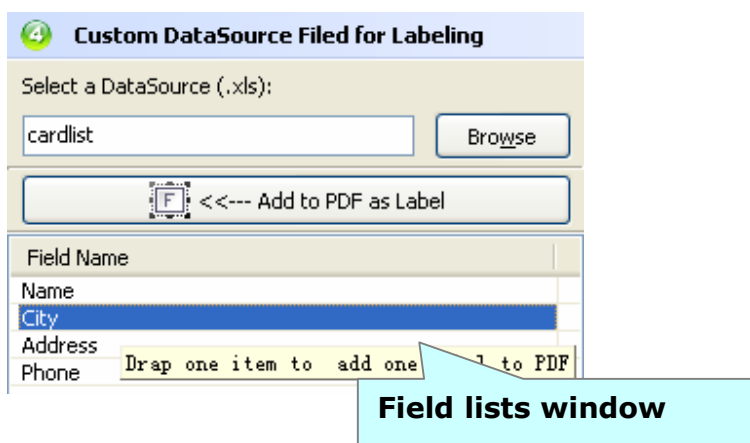 4 Custom DataSource Filed for Labeling
Select a DataSource (.xls):
cardlist
Browse
F <<--- Add to PDF as Label
Field Name
Name
City
Address
Drap one item to add one to PDF
Phone
Field lists window